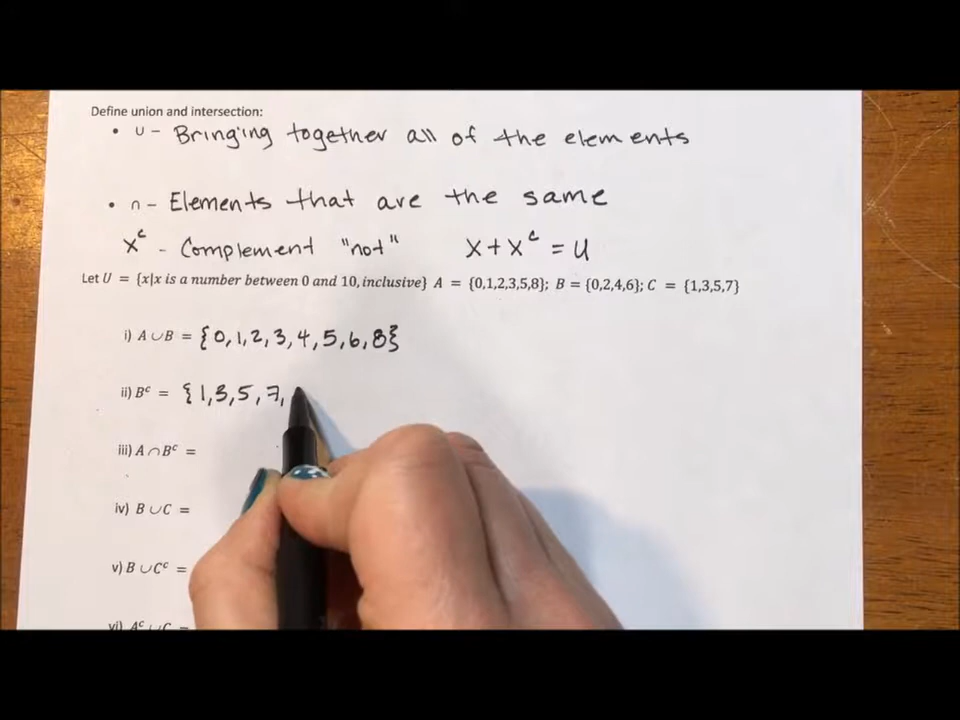 Define union and intersection:
• ∪ – Bringing together all of the elements
• ∩ – Elements that are the same
X^c – Complement "not" X + X^c = U
Let U = {x|x is a number between 0 and 10, inclusive} A = {0,1,2,3,5,8}; B = {0,2,4,6}; C = {1,3,5,7}
i) A ∪ B = {0,1,2,3,4,5,6,8}
ii) B^c = {1,3,5,7,
iii) A ∩ B^c =
iv) B ∪ C =
v) B ∪ C^c =
vi) A^c ∪ C =